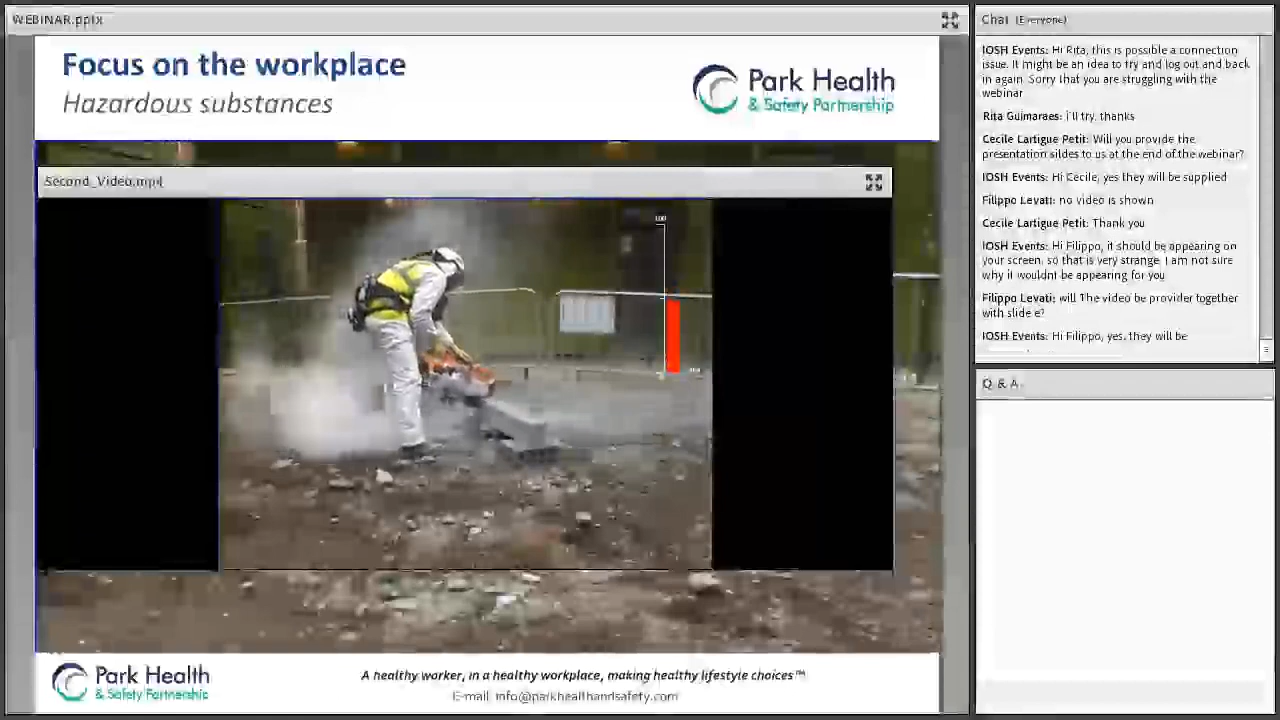 WEBINAR.pptx
Focus on the workplace
Hazardous substances
Park Health
& Safety Partnership
Second_Video.mp4
100
Park Health
& Safety Partnership
A healthy worker, in a healthy workplace, making healthy lifestyle choices™
E-mail: info@parkhealthandsafety.com
Chat (Everyone)
IOSH Events: Hi Rita, this is possible a connection
issue. It might be an idea to try and log out and back
in again. Sorry that you are struggling with the
webinar
Rita Guimaraes: i'll try. thanks
Cecile Lartigue Petit: Will you provide the
presentation sildes to us at the end of the webinar?
IOSH Events: Hi Cecile, yes they will be supplied
Filippo Levati: no video is shown
Cecile Lartigue Petit: Thank you
IOSH Events: Hi Filippo, it should be appearing on
your screen, so that is very strange. I am not sure
why it wouldnt be appearing for you
Filippo Levati: will The video be provider together
with slide e?
IOSH Events: Hi Filippo, yes, they will be
Q & A